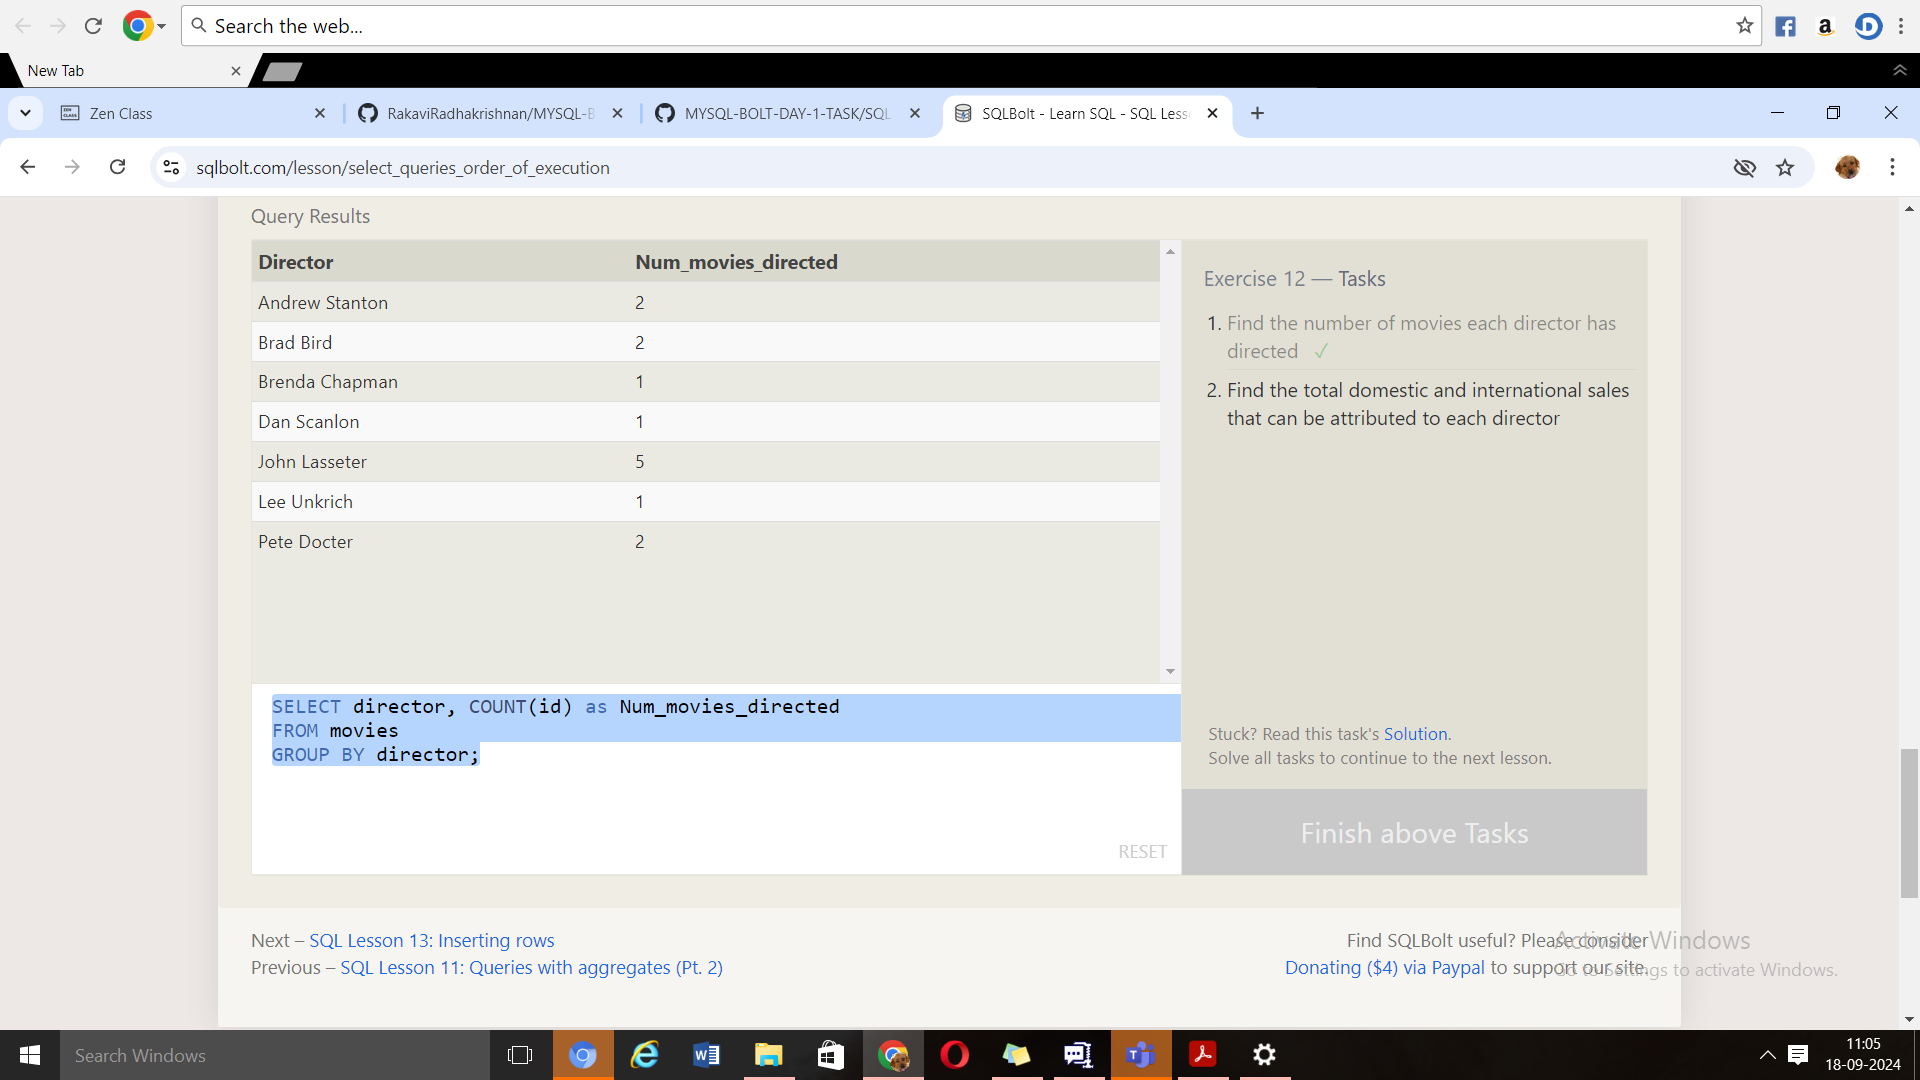 Search the web...
New Tab
Zen Class
RakaviRadhakrishnan/MYSQL-B
MYSQL-BOLT-DAY-1-TASK/SQL
SQLBolt - Learn SQL - SQL Less
sqlbolt.com/lesson/select_queries_order_of_execution
Query Results
Director Num_movies_directed
Andrew Stanton 2
Brad Bird 2
Brenda Chapman 1
Dan Scanlon 1
John Lasseter 5
Lee Unkrich 1
Pete Docter 2
Exercise 12 — Tasks
1. Find the number of movies each director has
directed ✓
2. Find the total domestic and international sales
that can be attributed to each director
SELECT director, COUNT(id) as Num_movies_directed
FROM movies
GROUP BY director;
RESET
Stuck? Read this task's Solution.
Solve all tasks to continue to the next lesson.
Finish above Tasks
Next – SQL Lesson 13: Inserting rows
Previous – SQL Lesson 11: Queries with aggregates (Pt. 2)
Find SQLBolt useful? Please consider
Donating ($4) via Paypal to support our site.
Activate Windows
Go to Settings to activate Windows.
Search Windows
11:05
18-09-2024